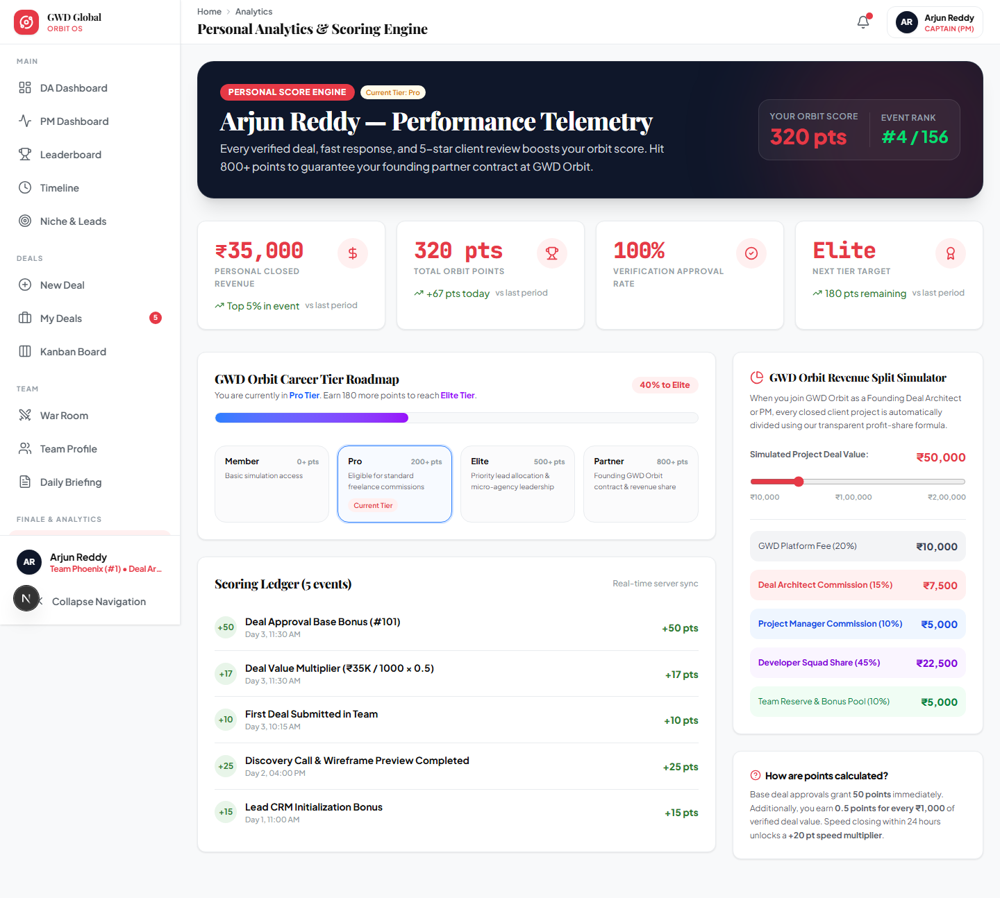 GWD Global
ORBIT OS
MAIN
DA Dashboard
PM Dashboard
Leaderboard
Timeline
Niche & Leads
DEALS
New Deal
My Deals
5
Kanban Board
TEAM
War Room
Team Profile
Daily Briefing
FINALE & ANALYTICS
AR
Arjun Reddy
Team Phoenix (#1) • Deal Ar...
N
Collapse Navigation
Home > Analytics
Personal Analytics & Scoring Engine
AR
Arjun Reddy
CAPTAIN (PM)
PERSONAL SCORE ENGINE
Current Tier: Pro
Arjun Reddy — Performance Telemetry
Every verified deal, fast response, and 5-star client review boosts your orbit score. Hit
800+ points to guarantee your founding partner contract at GWD Orbit.
YOUR ORBIT SCORE
320 pts
EVENT RANK
#4 / 156
₹35,000
PERSONAL CLOSED
REVENUE
Top 5% in event vs last period
320 pts
TOTAL ORBIT POINTS
+67 pts today vs last period
100%
VERIFICATION APPROVAL
RATE
Elite
NEXT TIER TARGET
180 pts remaining vs last period
GWD Orbit Career Tier Roadmap
You are currently in Pro Tier. Earn 180 more points to reach Elite Tier.
40% to Elite
Member 0+ pts
Basic simulation access
Pro 200+ pts
Eligible for standard
freelance commissions
Current Tier
Elite 500+ pts
Priority lead allocation &
micro-agency leadership
Partner 800+ pts
Founding GWD Orbit
contract & revenue share
Scoring Ledger (5 events)
Real-time server sync
+50
Deal Approval Base Bonus (#101)
Day 3, 11:30 AM
+50 pts
+17
Deal Value Multiplier (₹35K / 1000 × 0.5)
Day 3, 11:30 AM
+17 pts
+10
First Deal Submitted in Team
Day 3, 10:15 AM
+10 pts
+25
Discovery Call & Wireframe Preview Completed
Day 2, 04:00 PM
+25 pts
+15
Lead CRM Initialization Bonus
Day 1, 11:00 AM
+15 pts
GWD Orbit Revenue Split Simulator
When you join GWD Orbit as a Founding Deal Architect
or PM, every closed client project is automatically
divided using our transparent profit-share formula.
Simulated Project Deal Value:
₹50,000
₹10,000
₹1,00,000
₹2,00,000
GWD Platform Fee (20%) ₹10,000
Deal Architect Commission (15%) ₹7,500
Project Manager Commission (10%) ₹5,000
Developer Squad Share (45%) ₹22,500
Team Reserve & Bonus Pool (10%) ₹5,000
How are points calculated?
Base deal approvals grant 50 points immediately.
Additionally, you earn 0.5 points for every ₹1,000 of
verified deal value. Speed closing within 24 hours
unlocks a +20 pt speed multiplier.